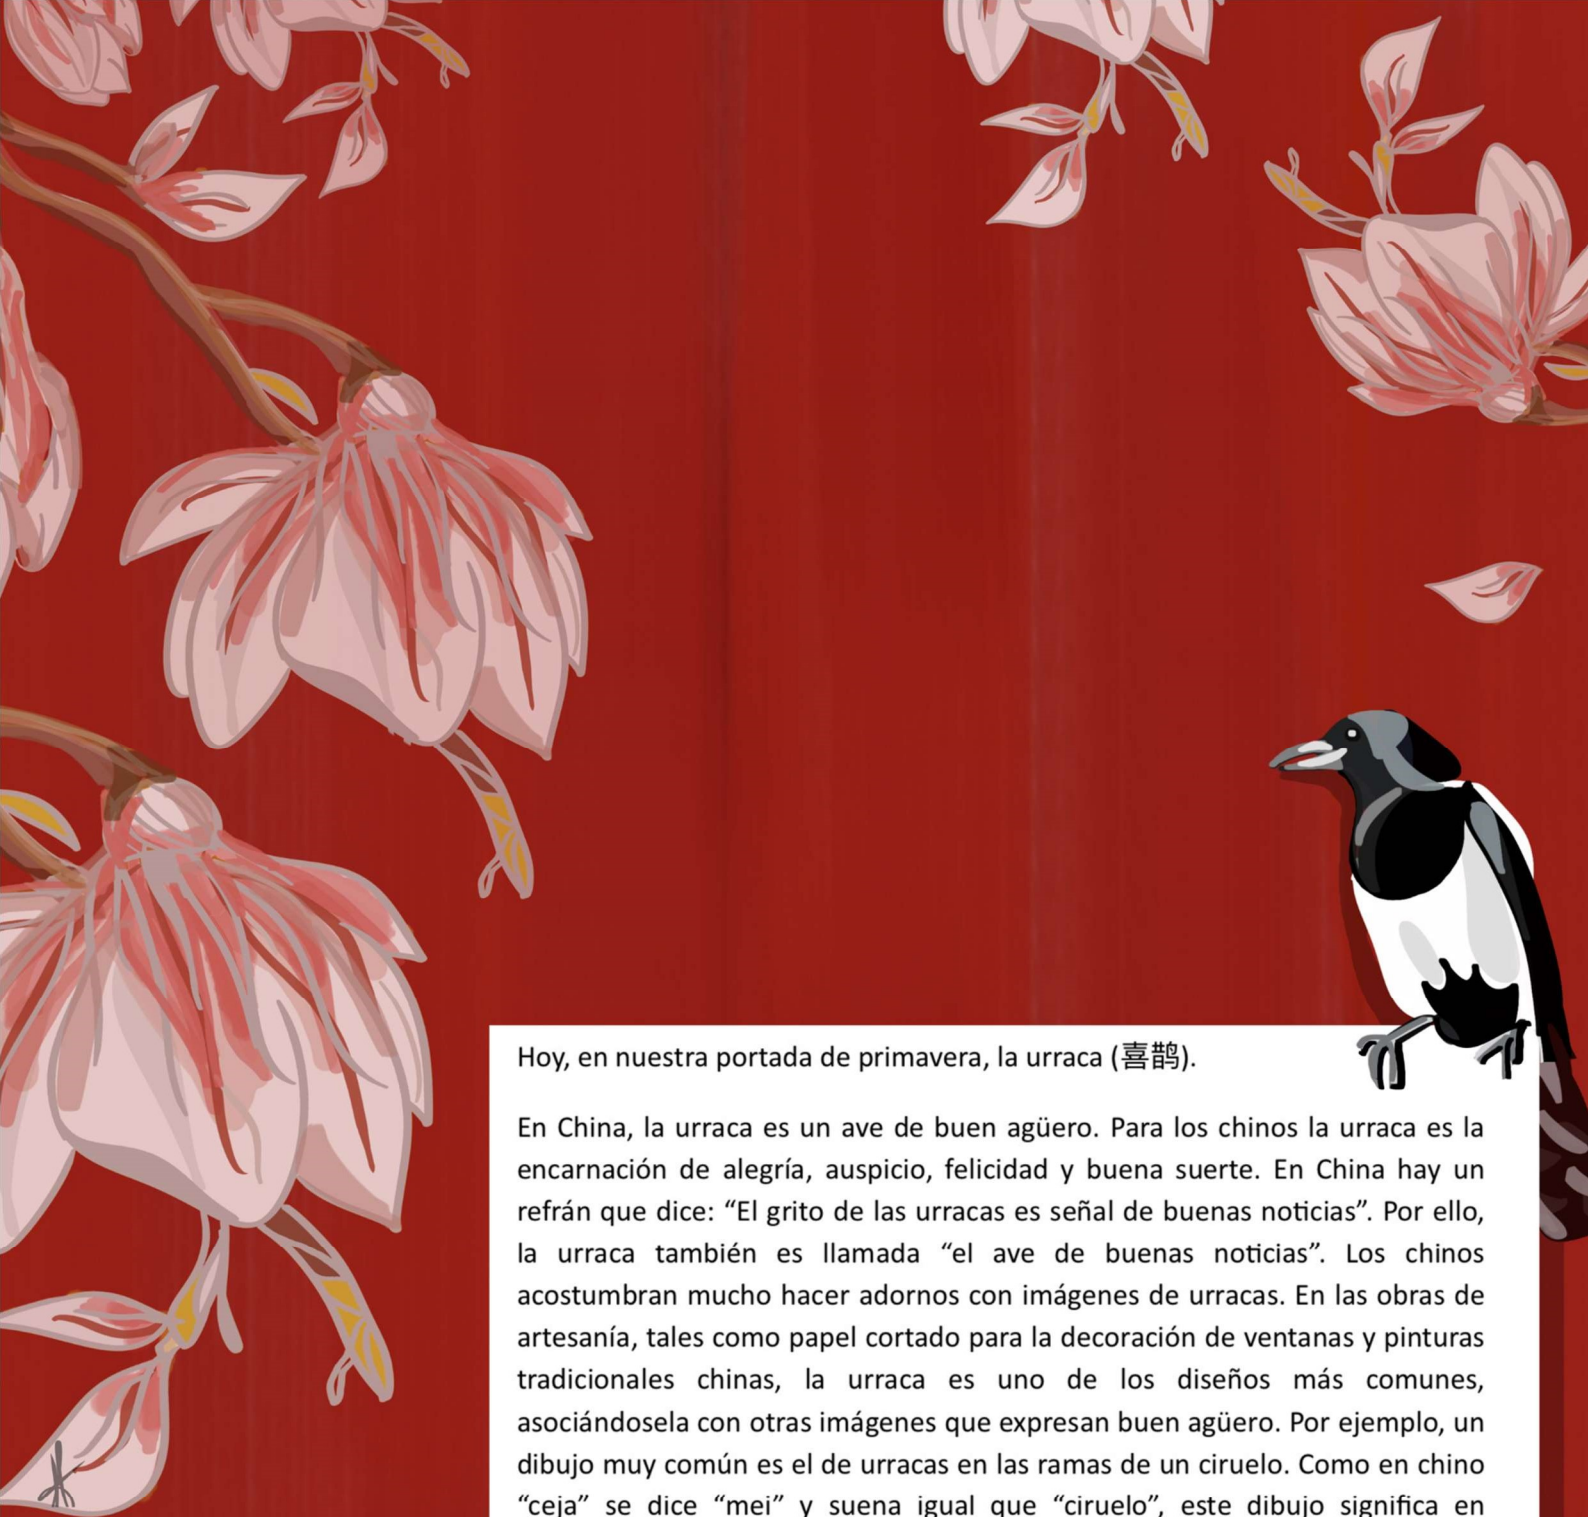 Hoy, en nuestra portada de primavera, la urraca (喜鹊).
En China, la urraca es un ave de buen agüero. Para los chinos la urraca es la
encarnación de alegría, auspicio, felicidad y buena suerte. En China hay un
refrán que dice: “El grito de las urracas es señal de buenas noticias”. Por ello,
la urraca también es llamada “el ave de buenas noticias”. Los chinos
acostumbran mucho hacer adornos con imágenes de urracas. En las obras de
artesanía, tales como papel cortado para la decoración de ventanas y pinturas
tradicionales chinas, la urraca es uno de los diseños más comunes,
asociándosela con otras imágenes que expresan buen agüero. Por ejemplo, un
dibujo muy común es el de urracas en las ramas de un ciruelo. Como en chino
“ceja” se dice “mei” y suena igual que “ciruelo”, este dibujo significa en